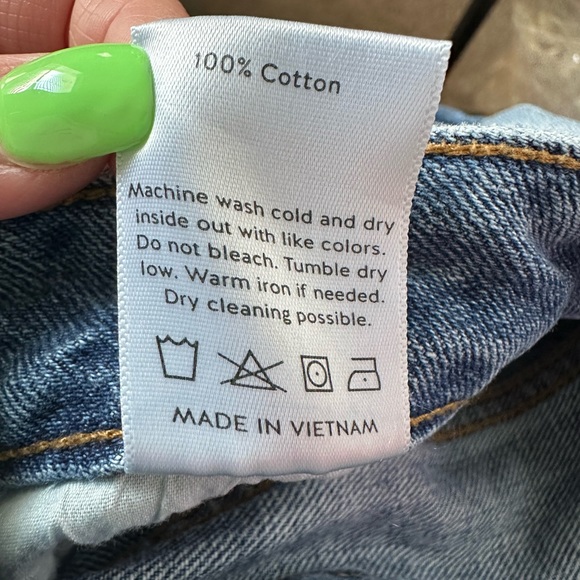 100% Cotton
Machine wash cold and dry
inside out with like colors.
Do not bleach. Tumble dry
low. Warm iron if needed.
Dry cleaning possible.
MADE IN VIETNAM